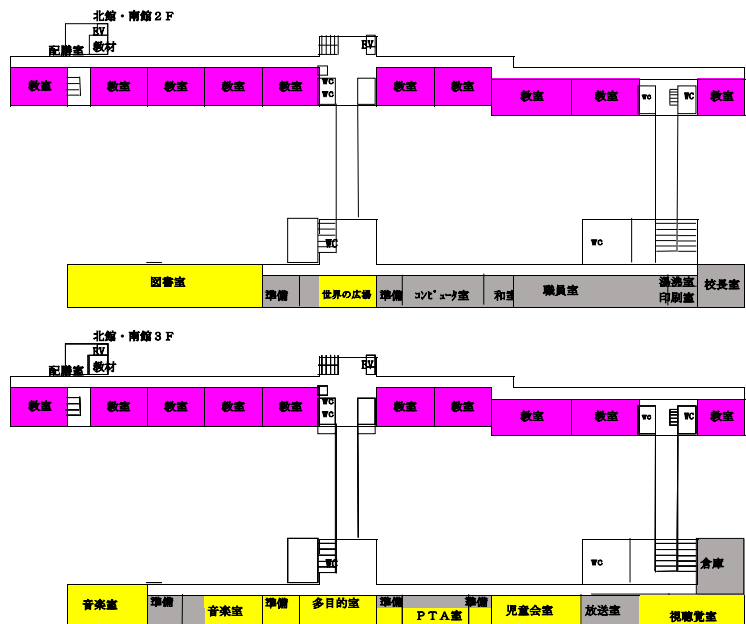 北館・南館２Ｆ
EV
配膳室 教材
EV
教室 教室 教室 教室 教室 WC 教室 教室 教室 教室 WC WC 教室
WC
WC
WC
図書室
準備 世界の広場 準備 コンピュータ室 和室 職員室 湯沸室 校長室
印刷室
北館・南館３Ｆ
EV
配膳室 教材
EV
教室 教室 教室 教室 教室 WC 教室 教室 教室 教室 WC WC 教室
WC
WC
WC
倉庫
音楽室 準備 音楽室 準備 多目的室 準備 ＰＴＡ室 準備 児童会室 放送室 視聴覚室